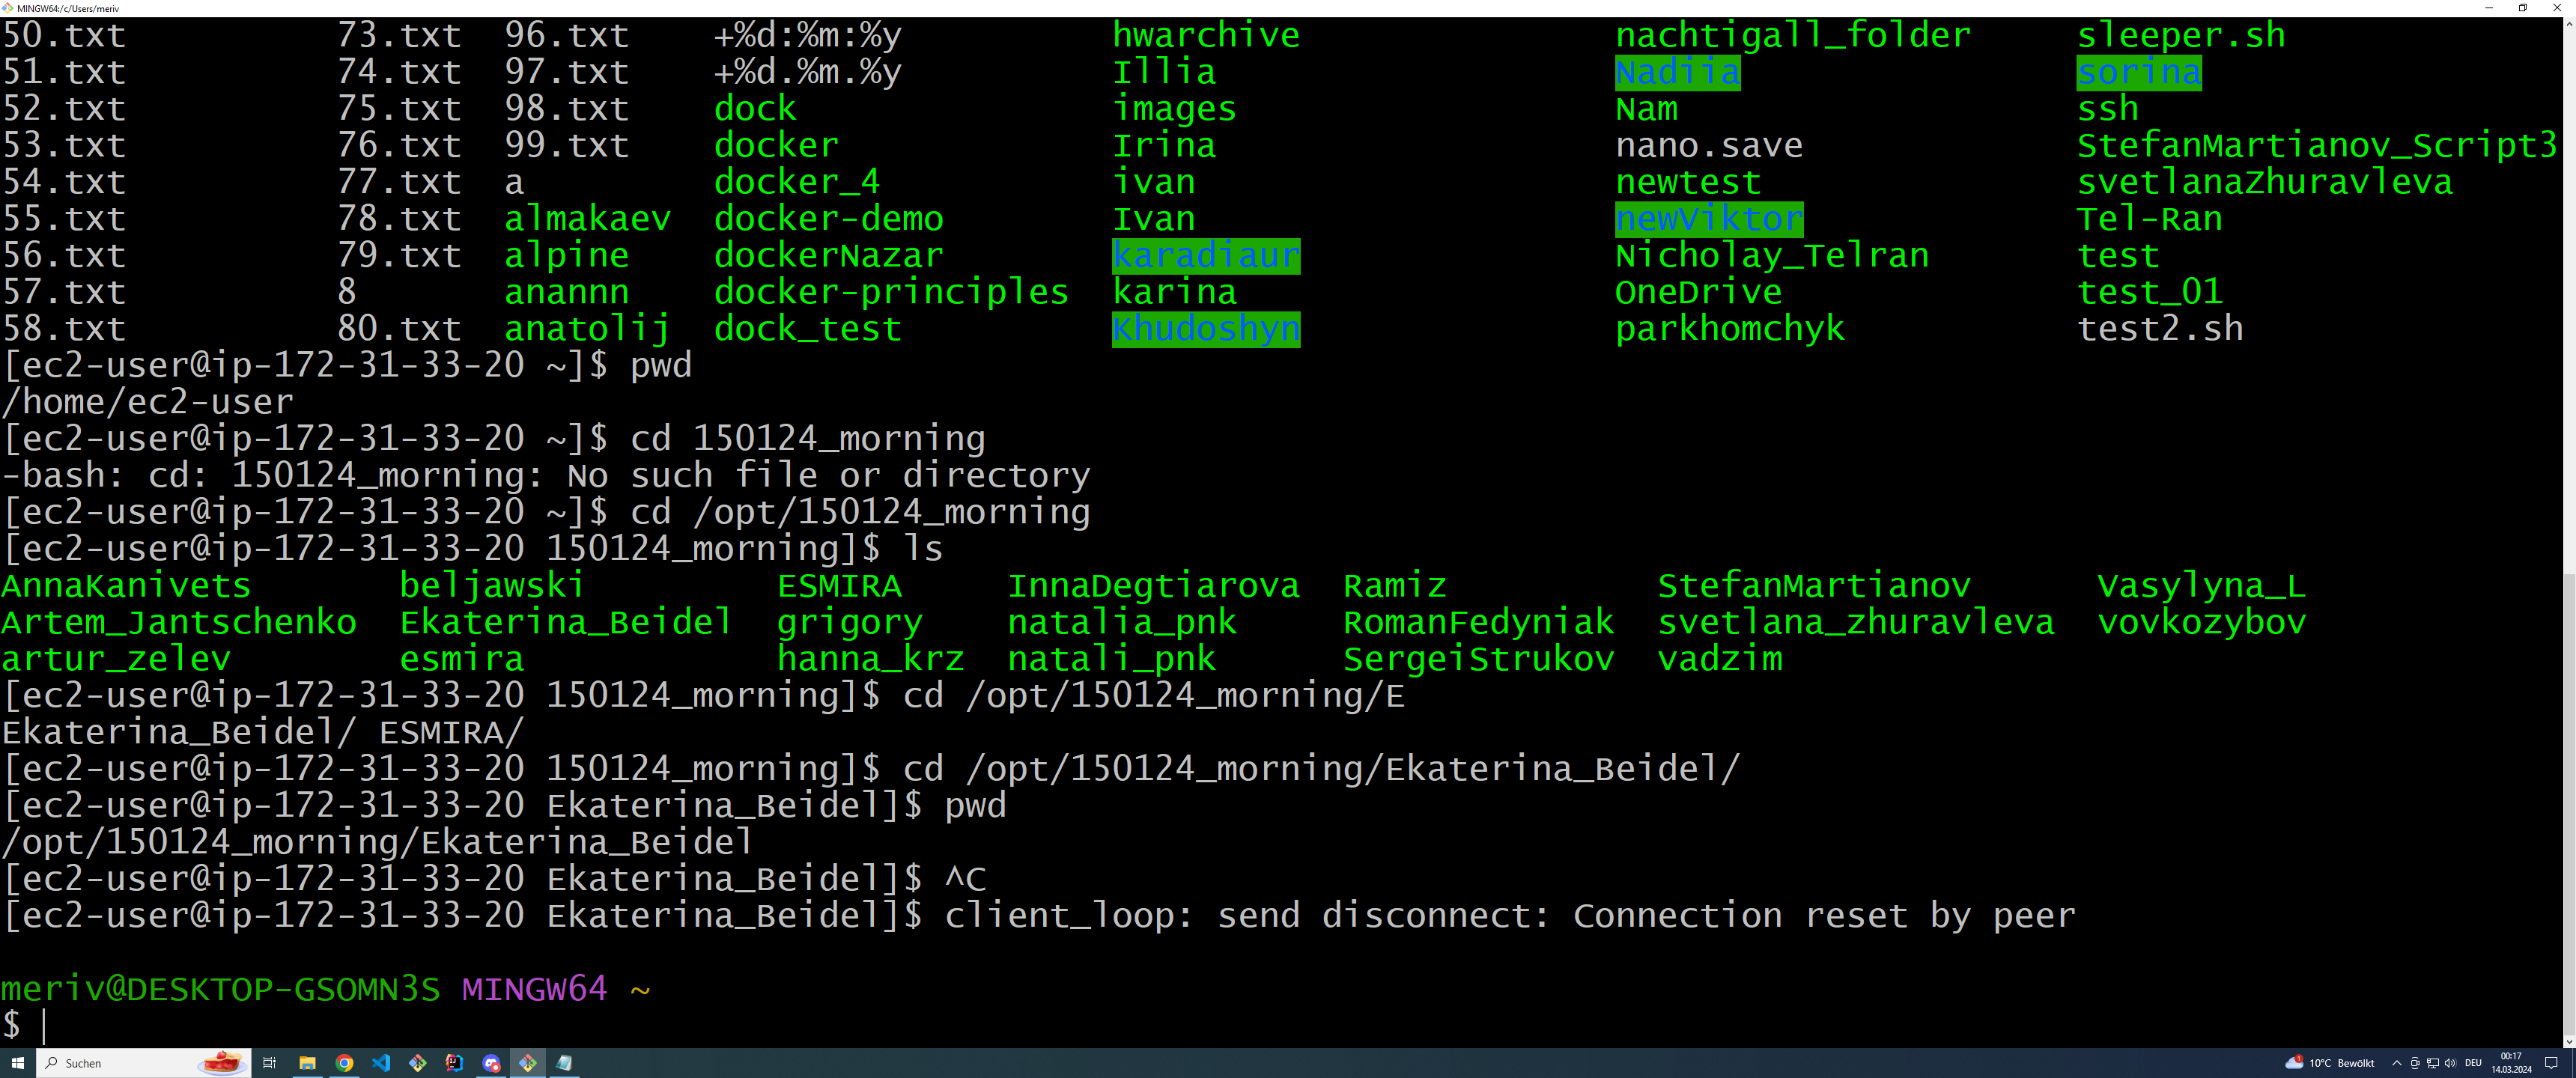 MINGW64:/c/Users/meriv
50.txt 73.txt 96.txt +%d:%m:%y hwarchive nachtigall_folder sleeper.sh
51.txt 74.txt 97.txt +%d.%m.%y Illia Nadiia sorina
52.txt 75.txt 98.txt dock images Nam ssh
53.txt 76.txt 99.txt docker Irina nano.save StefanMartianov_Script3
54.txt 77.txt a docker_4 ivan newtest svetlanaZhuravleva
55.txt 78.txt almakaev docker-demo Ivan newViktor Tel-Ran
56.txt 79.txt alpine dockerNazar karadiaur Nicholay_Telran test
57.txt 8 anannn docker-principles karina OneDrive test_01
58.txt 80.txt anatolij dock_test Khudoshyn parkhomchyk test2.sh
[ec2-user@ip-172-31-33-20 ~]$ pwd
/home/ec2-user
[ec2-user@ip-172-31-33-20 ~]$ cd 150124_morning
-bash: cd: 150124_morning: No such file or directory
[ec2-user@ip-172-31-33-20 ~]$ cd /opt/150124_morning
[ec2-user@ip-172-31-33-20 150124_morning]$ ls
AnnaKanivets beljawski ESMIRA InnaDegtiarova Ramiz StefanMartianov Vasylyna_L
Artem_Jantschenko Ekaterina_Beidel grigory natalia_pnk RomanFedyniak svetlana_zhuravleva vovkozybov
artur_zelev esmira hanna_krz natali_pnk SergeiStrukov vadzim
[ec2-user@ip-172-31-33-20 150124_morning]$ cd /opt/150124_morning/E
Ekaterina_Beidel/ ESMIRA/
[ec2-user@ip-172-31-33-20 150124_morning]$ cd /opt/150124_morning/Ekaterina_Beidel/
[ec2-user@ip-172-31-33-20 Ekaterina_Beidel]$ pwd
/opt/150124_morning/Ekaterina_Beidel
[ec2-user@ip-172-31-33-20 Ekaterina_Beidel]$ ^C
[ec2-user@ip-172-31-33-20 Ekaterina_Beidel]$ client_loop: send disconnect: Connection reset by peer
meriv@DESKTOP-GSOMN3S MINGW64 ~
$
Suchen 1 10°C Bewölkt DEU 00:17
14.03.2024